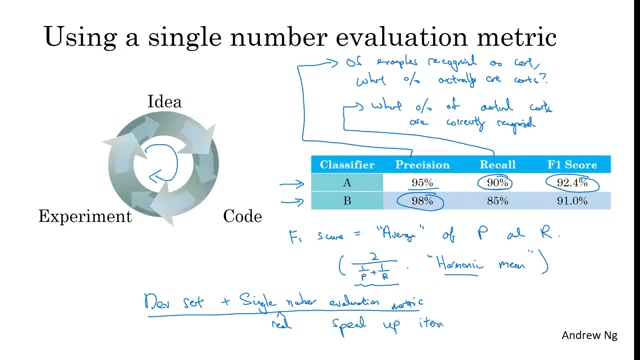 Using a single number evaluation metric
Of examples recognized as cat,
what % actually are cats?
what % of actual cats
are correctly recognized
Idea
Experiment
Code
Classifier Precision Recall F1 Score
A 95% 90% 92.4%
B 98% 85% 91.0%
F1 score = "Average" of P and R.
( 2 / (1/P + 1/R) . "Harmonic mean" )
Dev set + Single number evaluation metric
real speed up iter
Andrew Ng